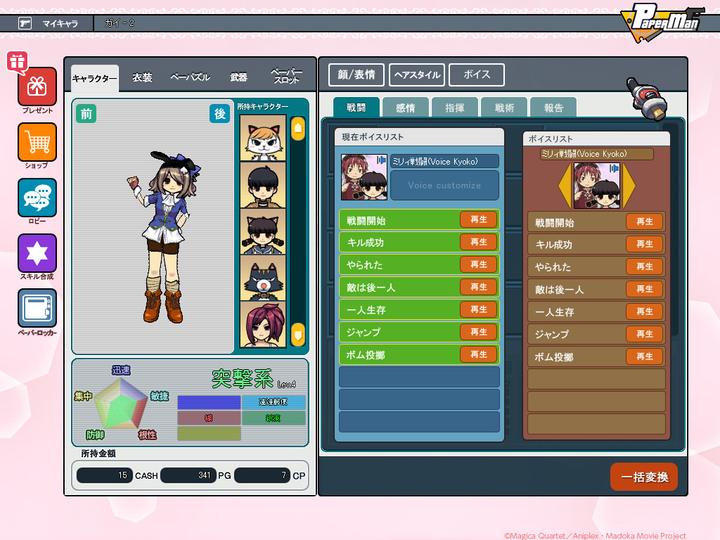 マイキャラ
ガイ-2
PaperMan
プレゼント
ショップ
ロビー
スキル合成
ペーパーロッカー
キャラクター
衣装
ペーパズル
武器
ペーパー
スロット
前
後
所持キャラクター
迅速
集中
敏捷
防御
根性
突撃系
Lev.4
所持金額
15 CASH 341 PG 7 CP
顔/表情
ヘアスタイル
ボイス
戦闘
感情
指揮
戦術
報告
現在ボイスリスト
(Voice Kyoko)
Voice customize
戦闘開始 再生
キル成功 再生
やられた 再生
敵は後一人 再生
一人生存 再生
ジャンプ 再生
ボム投擲 再生
ボイスリスト
(Voice Kyoko)
戦闘開始 再生
キル成功 再生
やられた 再生
敵は後一人 再生
一人生存 再生
ジャンプ 再生
ボム投擲 再生
一括変換
©Magica Quartet／Aniplex・Madoka Movie Project